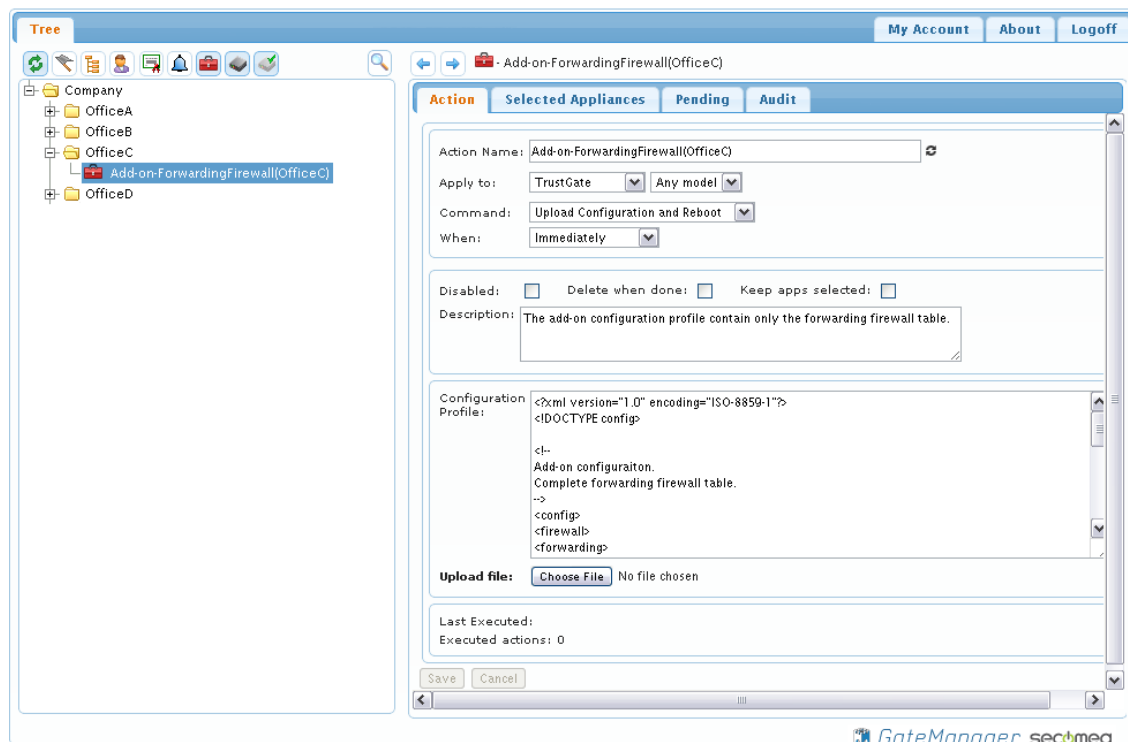 Tree
My Account
About
Logoff
Company
OfficeA
OfficeB
OfficeC
Add-on-ForwardingFirewall(OfficeC)
OfficeD
- Add-on-ForwardingFirewall(OfficeC)
Action
Selected Appliances
Pending
Audit
Action Name: Add-on-ForwardingFirewall(OfficeC)
Apply to: TrustGate Any model
Command: Upload Configuration and Reboot
When: Immediately
Disabled: Delete when done: Keep apps selected:
Description: The add-on configuration profile contain only the forwarding firewall table.
Configuration
Profile:
<?xml version="1.0" encoding="ISO-8859-1"?>
<!DOCTYPE config>
<!--
Add-on configuraiton.
Complete forwarding firewall table.
-->
<config>
<firewall>
<forwarding>
Upload file: Choose File No file chosen
Last Executed:
Executed actions: 0
Save Cancel
GateManager secomea